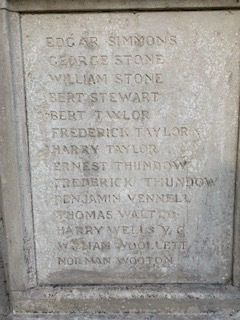 EDGAR SIMMONS
GEORGE STONE
WILLIAM STONE
BERT STEWART
BERT TAYLOR
FREDERICK TAYLOR
HARRY TAYLOR
ERNEST THUNDOW
FREDERICK THUNDOW
BENJAMIN VENNELL
THOMAS WALTON
HARRY WELLS V.C.
WILLIAM WOOLLETT
NORMAN WOOTON